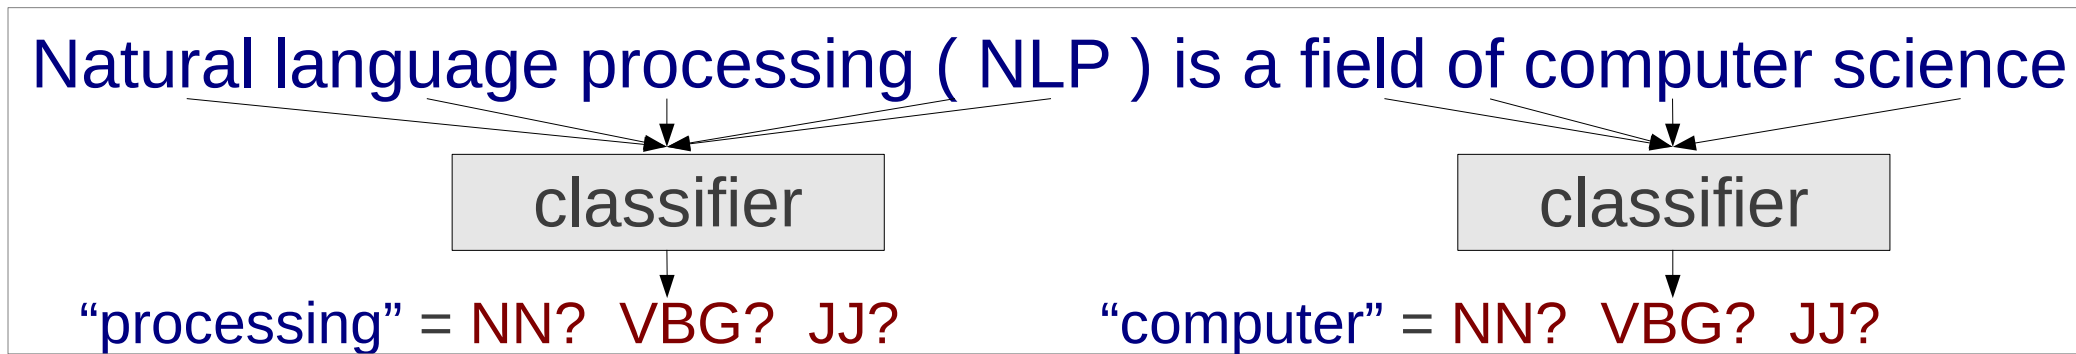 Natural language processing ( NLP ) is a field of computer science
classifier classifier
“processing” = NN? VBG? JJ? “computer” = NN? VBG? JJ?